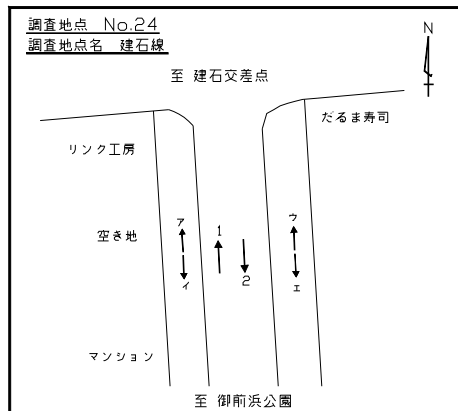 調査地点 No.24
調査地点名 建石線
N
至 建石交差点
だるま寿司
リンク工房
ア
ウ
空き地
1
イ
2
エ
マンション
至 御前浜公園